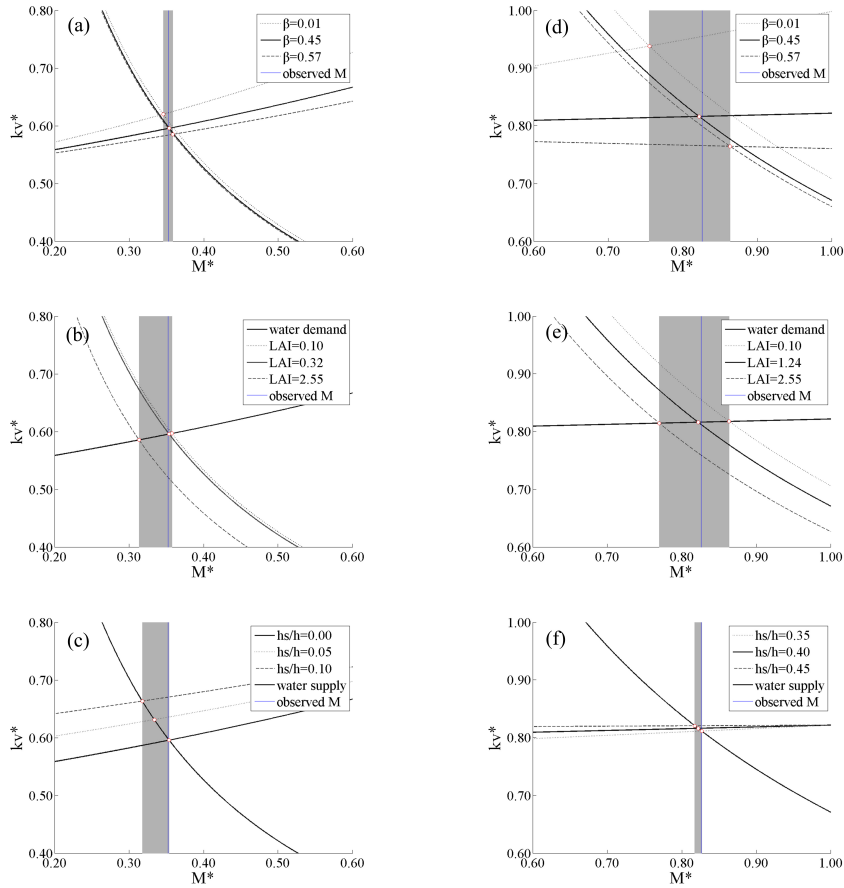 (a)
β=0.01
β=0.45
β=0.57
observed M
0.80
0.70
0.60
0.50
0.40
kv*
0.20 0.30 0.40 0.50 0.60
M*
(d)
β=0.01
β=0.45
β=0.57
observed M
1.00
0.90
0.80
0.70
0.60
kv*
0.60 0.70 0.80 0.90 1.00
M*
(b)
water demand
LAI=0.10
LAI=0.32
LAI=2.55
observed M
0.80
0.70
0.60
0.50
0.40
kv*
0.20 0.30 0.40 0.50 0.60
M*
(e)
water demand
LAI=0.10
LAI=1.24
LAI=2.55
observed M
1.00
0.90
0.80
0.70
0.60
kv*
0.60 0.70 0.80 0.90 1.00
M*
(c)
hs/h=0.00
hs/h=0.05
hs/h=0.10
water supply
observed M
0.80
0.70
0.60
0.50
0.40
kv*
0.20 0.30 0.40 0.50 0.60
M*
(f)
hs/h=0.35
hs/h=0.40
hs/h=0.45
water supply
observed M
1.00
0.90
0.80
0.70
0.60
kv*
0.60 0.70 0.80 0.90 1.00
M*